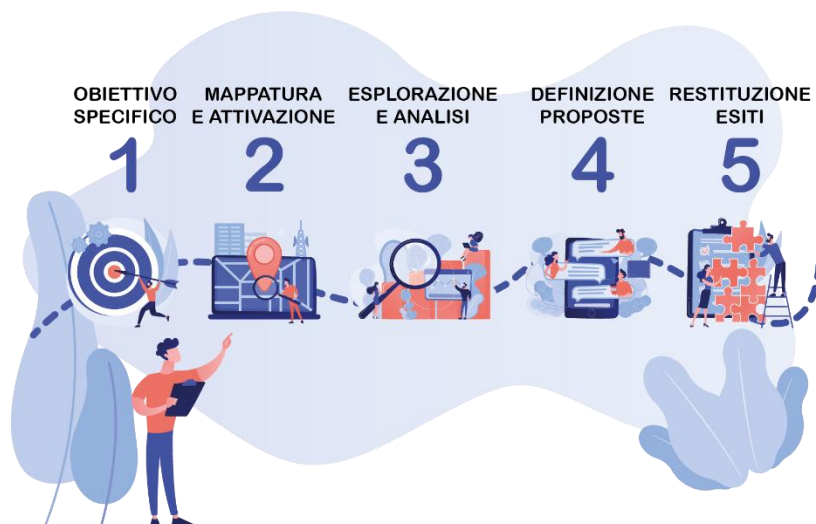 OBIETTIVO
SPECIFICO
1
MAPPATURA
E ATTIVAZIONE
2
ESPLORAZIONE
E ANALISI
3
DEFINIZIONE
PROPOSTE
4
RESTITUZIONE
ESITI
5